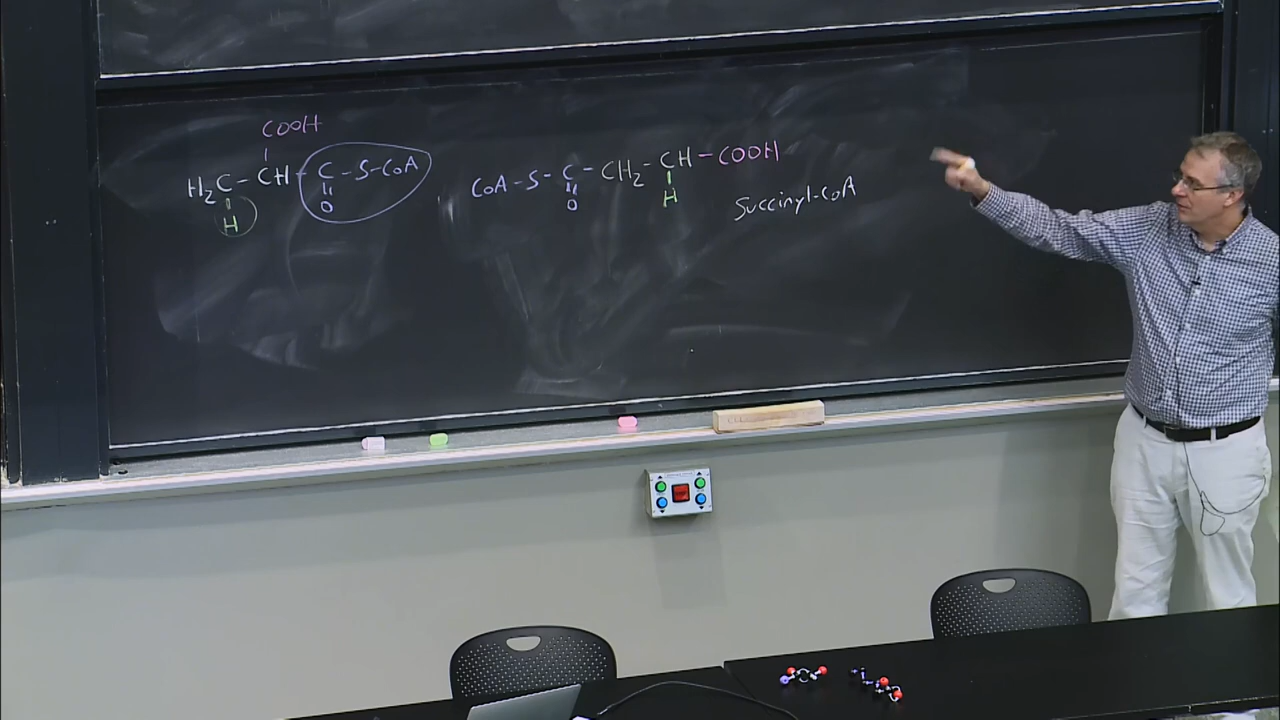 COOH
H₂C - CH - C - S - CoA
H
O
CoA - S - C - CH₂ - CH - COOH
O
H
Succinyl-CoA